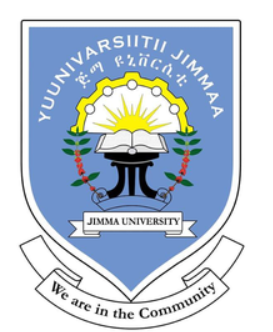 YUUNIVARSIITII JIMMAA
ጅማ ዩኒቨርሲቲ
JIMMA UNIVERSITY
We are in the Community